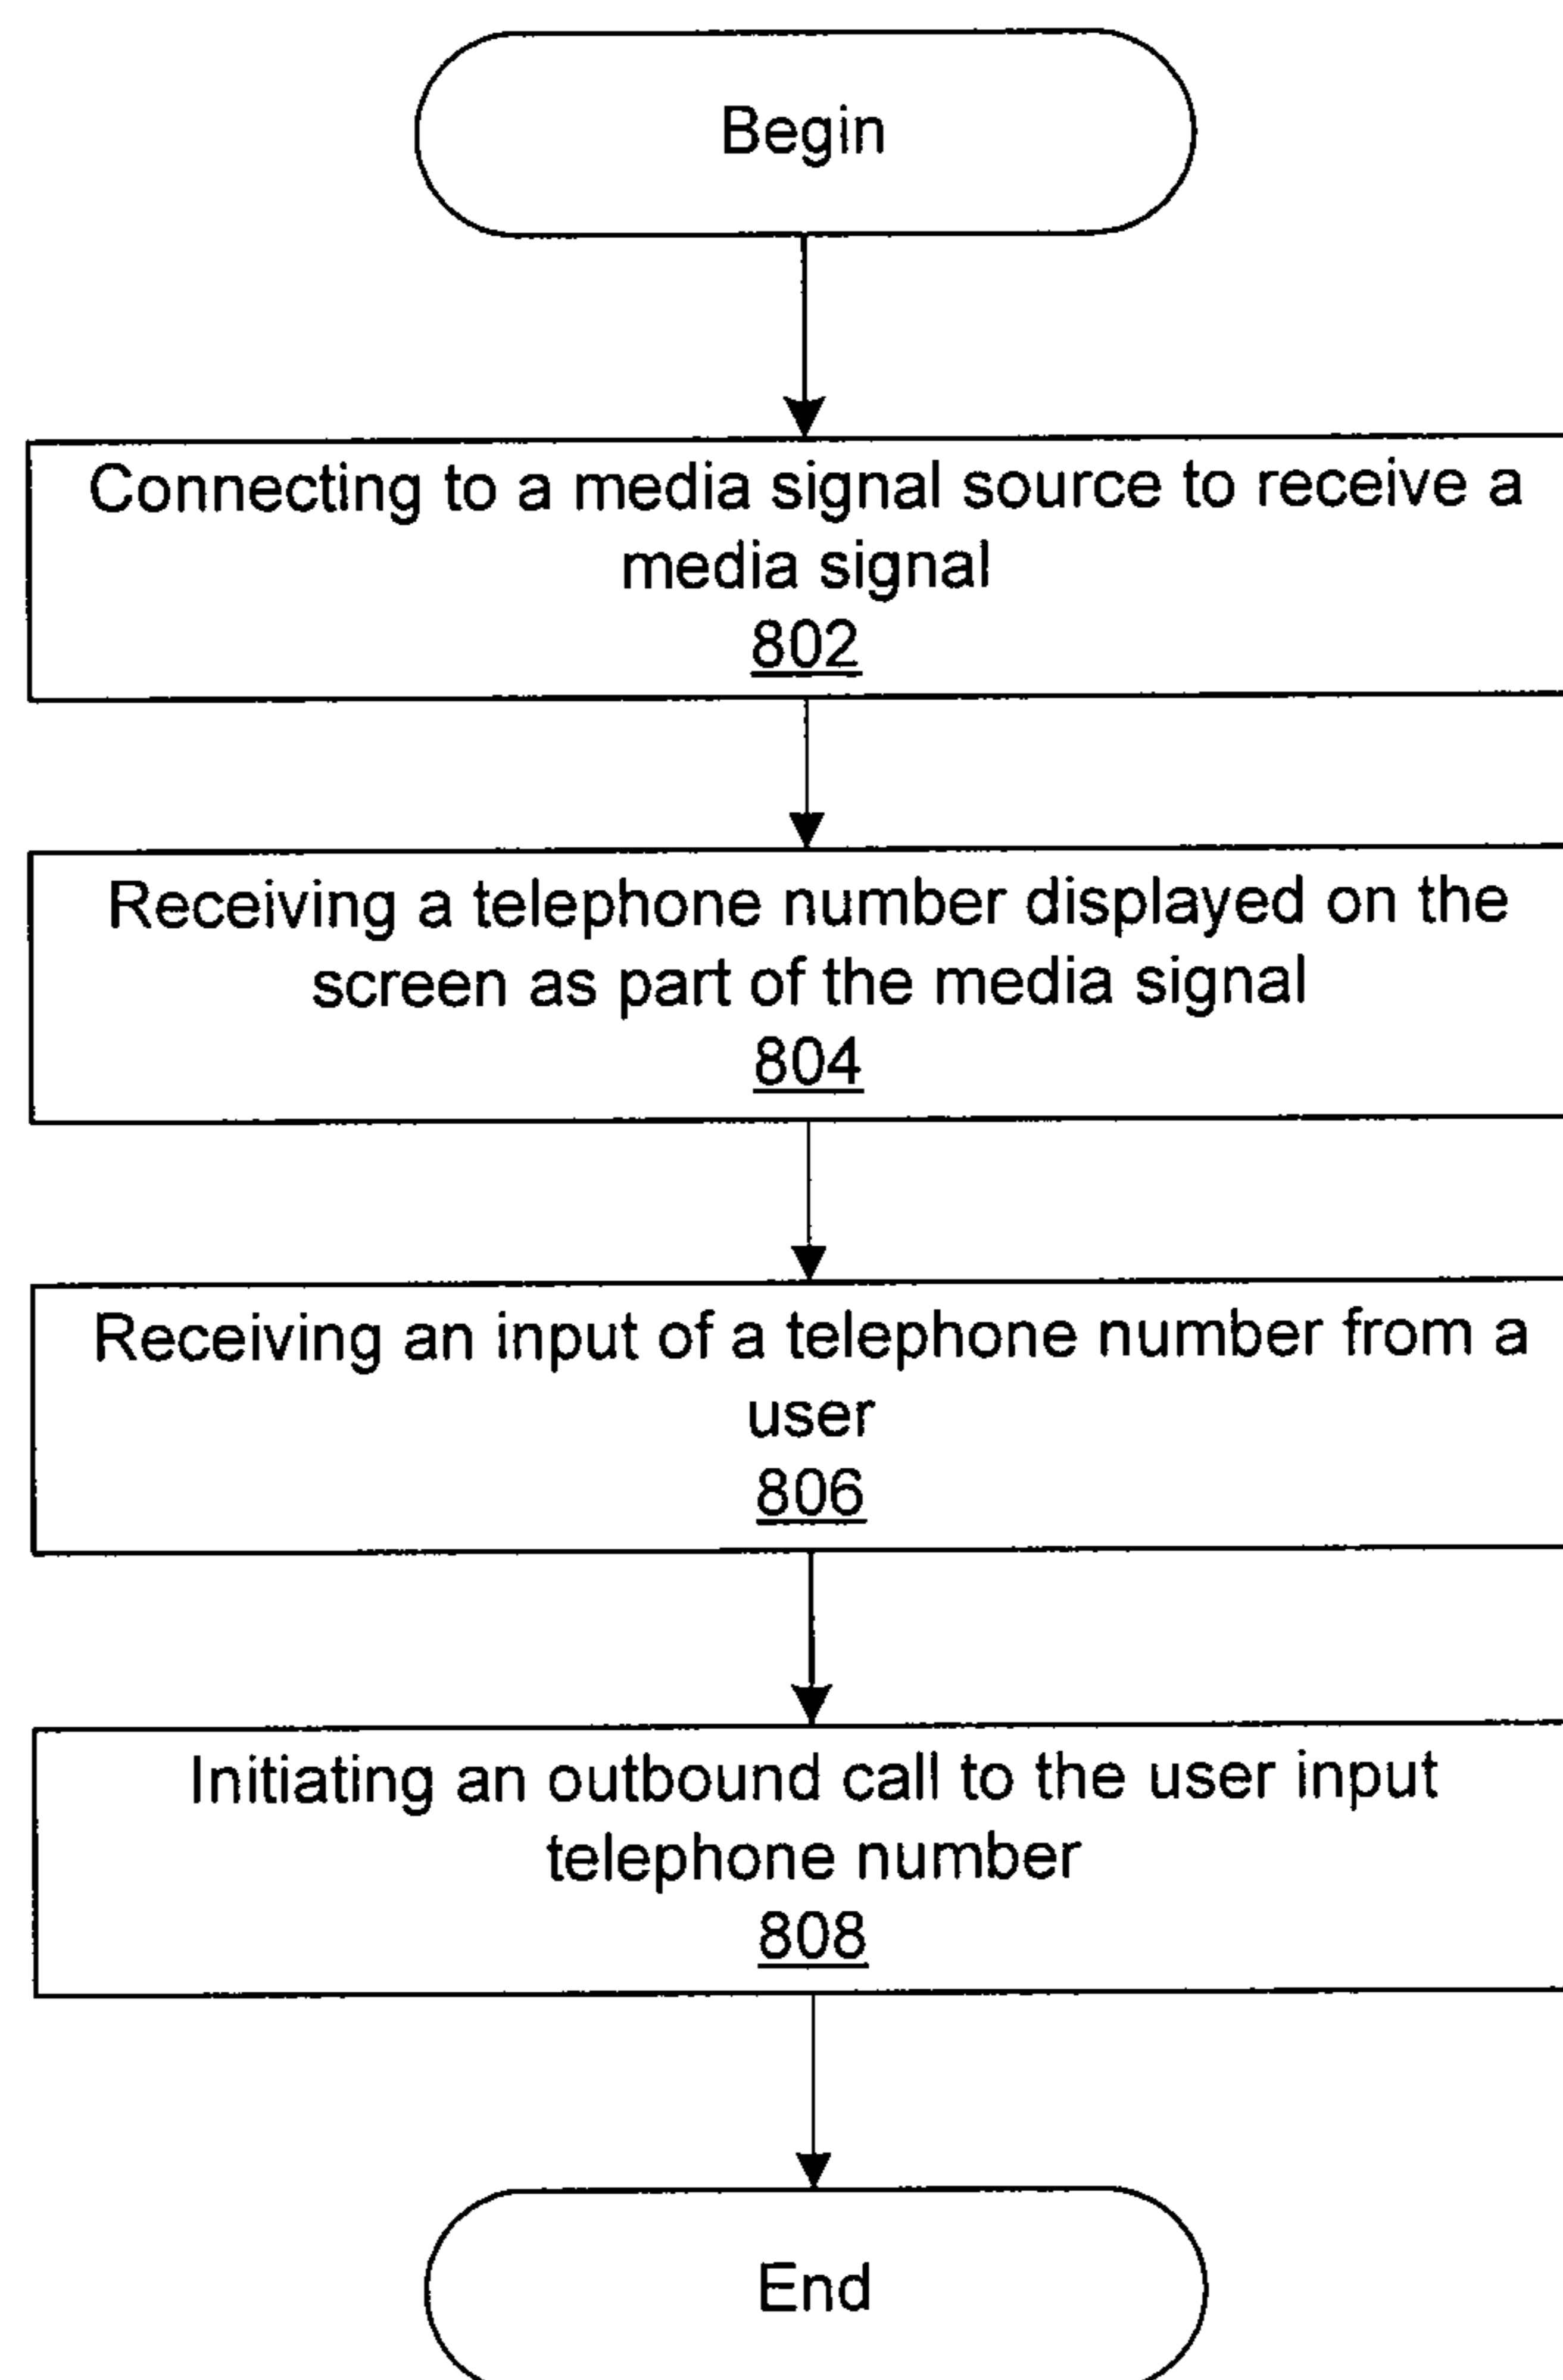 Begin
Connecting to a media signal source to receive a
media signal
802
Receiving a telephone number displayed on the
screen as part of the media signal
804
Receiving an input of a telephone number from a
user
806
Initiating an outbound call to the user input
telephone number
808
End